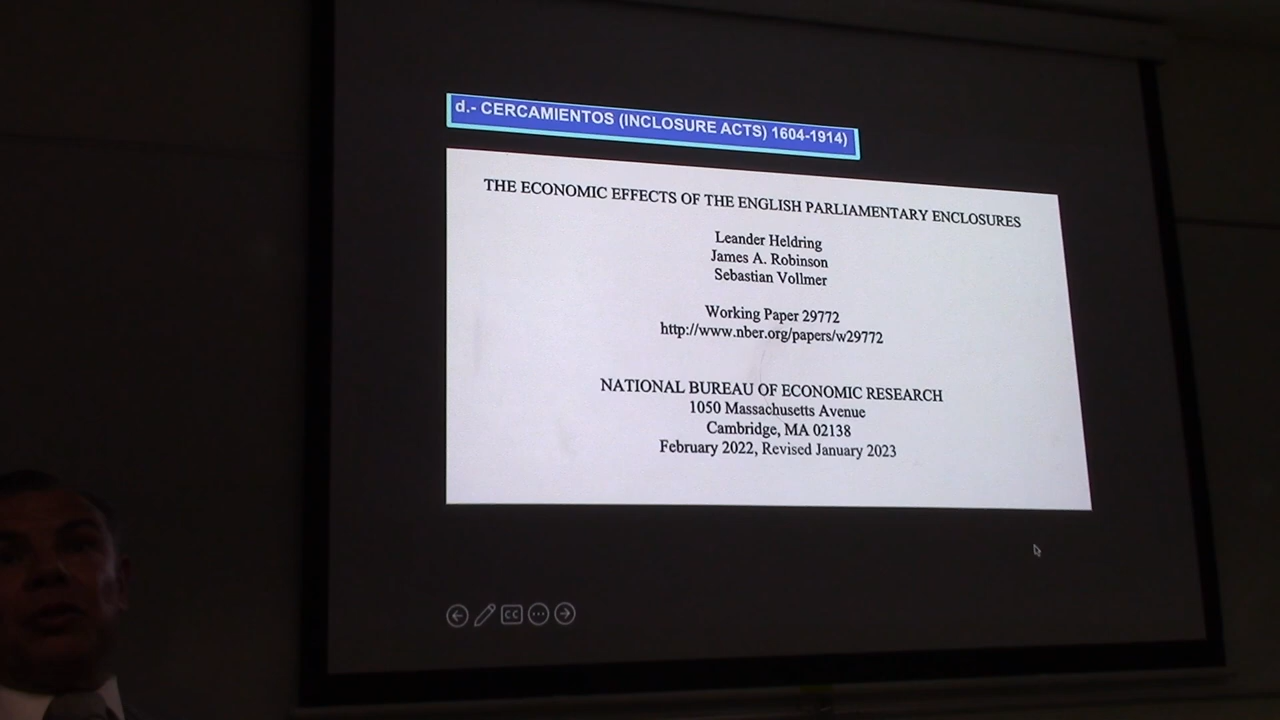 d.- CERCAMIENTOS (INCLOSURE ACTS) 1604-1914)
THE ECONOMIC EFFECTS OF THE ENGLISH PARLIAMENTARY ENCLOSURES
Leander Heldring
James A. Robinson
Sebastian Vollmer
Working Paper 29772
http://www.nber.org/papers/w29772
NATIONAL BUREAU OF ECONOMIC RESEARCH
1050 Massachusetts Avenue
Cambridge, MA 02138
February 2022, Revised January 2023
CC